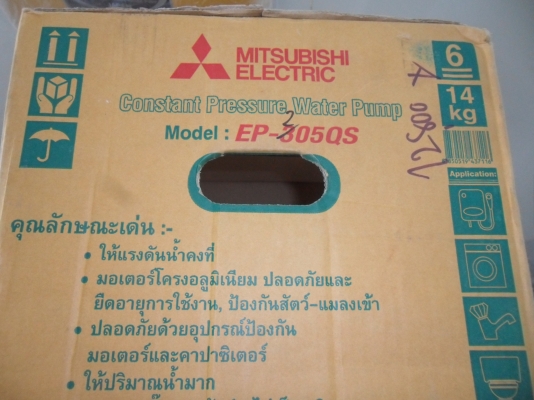 MITSUBISHI
ELECTRIC
6
14
kg
Constant Pressure Water Pump
Model : EP-305QS
Application:
คุณลักษณะเด่น :-
• ให้แรงดันน้ำคงที่
• มอเตอร์โครงอลูมิเนียม ปลอดภัยและ
ยืดอายุการใช้งาน, ป้องกันสัตว์-แมลงเข้า
• ปลอดภัยด้วยอุปกรณ์ป้องกัน
มอเตอร์และคาปาซิเตอร์
• ให้ปริมาณน้ำมาก